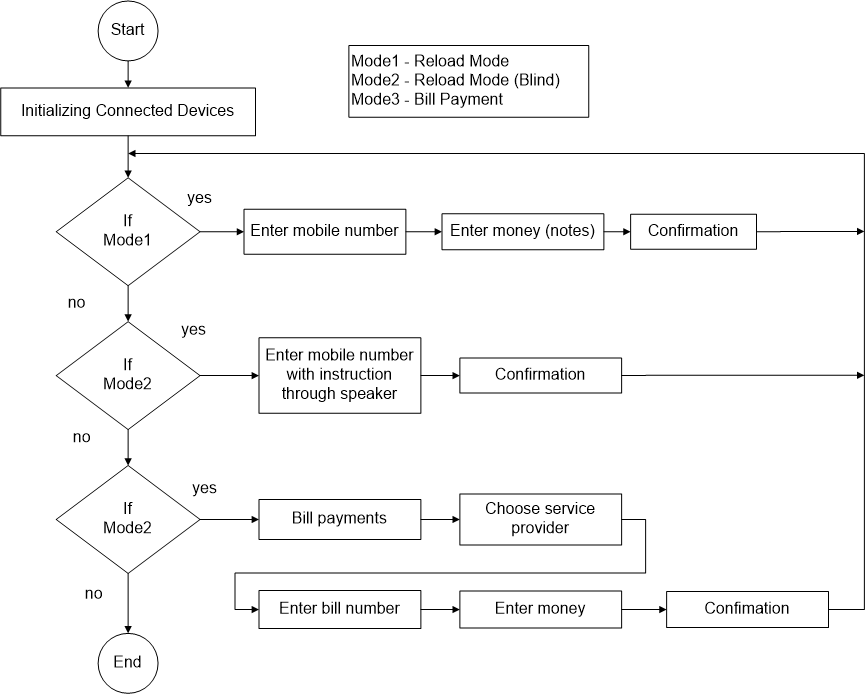 Start
Mode1 - Reload Mode
Mode2 - Reload Mode (Blind)
Mode3 - Bill Payment
Initializing Connected Devices
yes
If
Mode1
Enter mobile number
Enter money (notes)
Confirmation
no
yes
If
Mode2
Enter mobile number
with instruction
through speaker
Confirmation
no
yes
If
Mode2
Bill payments
Choose service
provider
no
Enter bill number
Enter money
Confimation
End